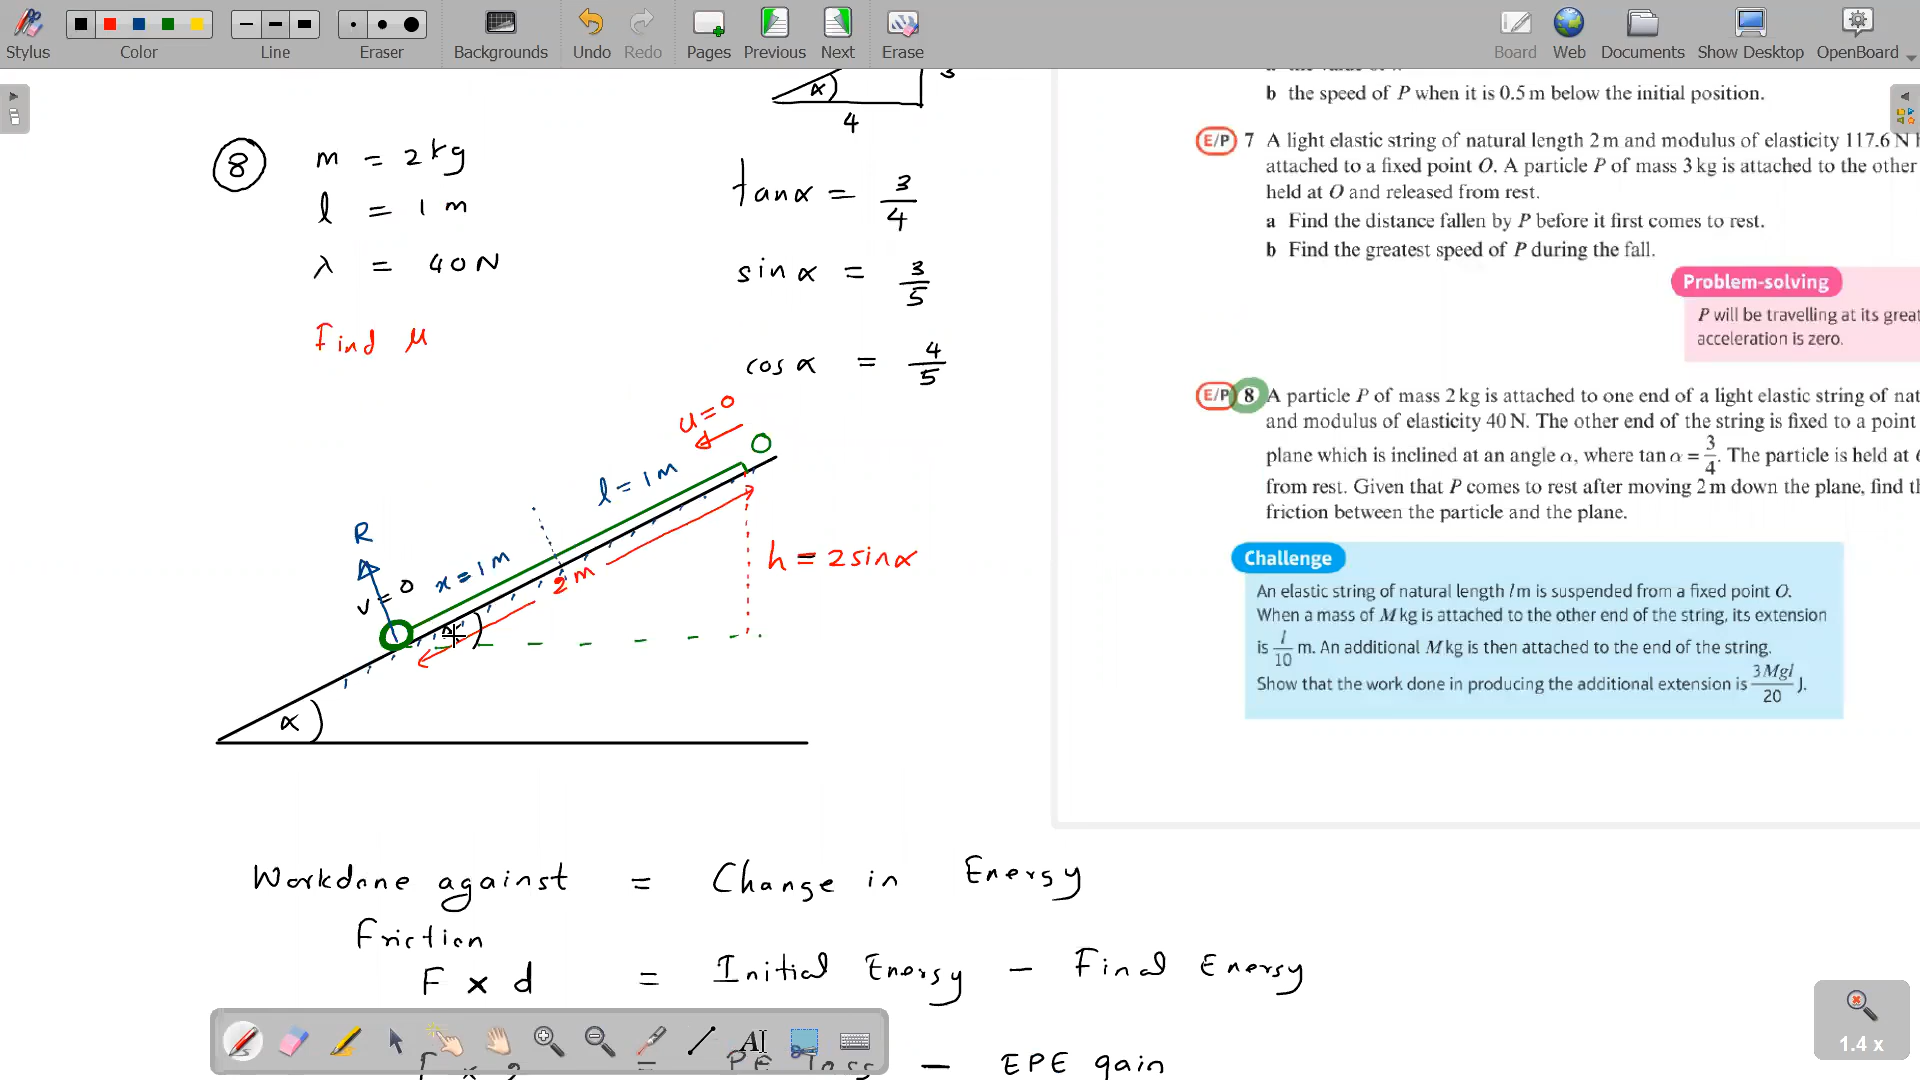 Stylus
Color
Line
Eraser
Backgrounds
Undo
Redo
Pages
Previous
Next
Erase
Board
Web
Documents
Show Desktop
OpenBoard
α
3
4
8
m = 2 kg
l = 1 m
λ = 40N
Find μ
tanα = 3/4
sinα = 3/5
cosα = 4/5
u=0
O
l = 1m
R
x = 1m
v=0
2m
h = 2sinα
α
Workdone against = Change in Energy
Friction
F × d = Initial Energy − Final Energy
PE loss − EPE gain
b the speed of P when it is 0.5 m below the initial position.
E/P 7 A light elastic string of natural length 2 m and modulus of elasticity 117.6 N
attached to a fixed point O. A particle P of mass 3 kg is attached to the other
held at O and released from rest.
a Find the distance fallen by P before it first comes to rest.
b Find the greatest speed of P during the fall.
Problem-solving
P will be travelling at its
acceleration is zero.
E/P 8 A particle P of mass 2 kg is attached to one end of a light elastic string of
and modulus of elasticity 40 N. The other end of the string is fixed to a point
plane which is inclined at an angle α, where tan α = 3/4. The particle is held at
from rest. Given that P comes to rest after moving 2 m down the plane, find
friction between the particle and the plane.
Challenge
An elastic string of natural length l m is suspended from a fixed point O.
When a mass of M kg is attached to the other end of the string, its extension
is l/10 m. An additional M kg is then attached to the end of the string.
Show that the work done in producing the additional extension is 3Mgl/20 J.
1.4 x